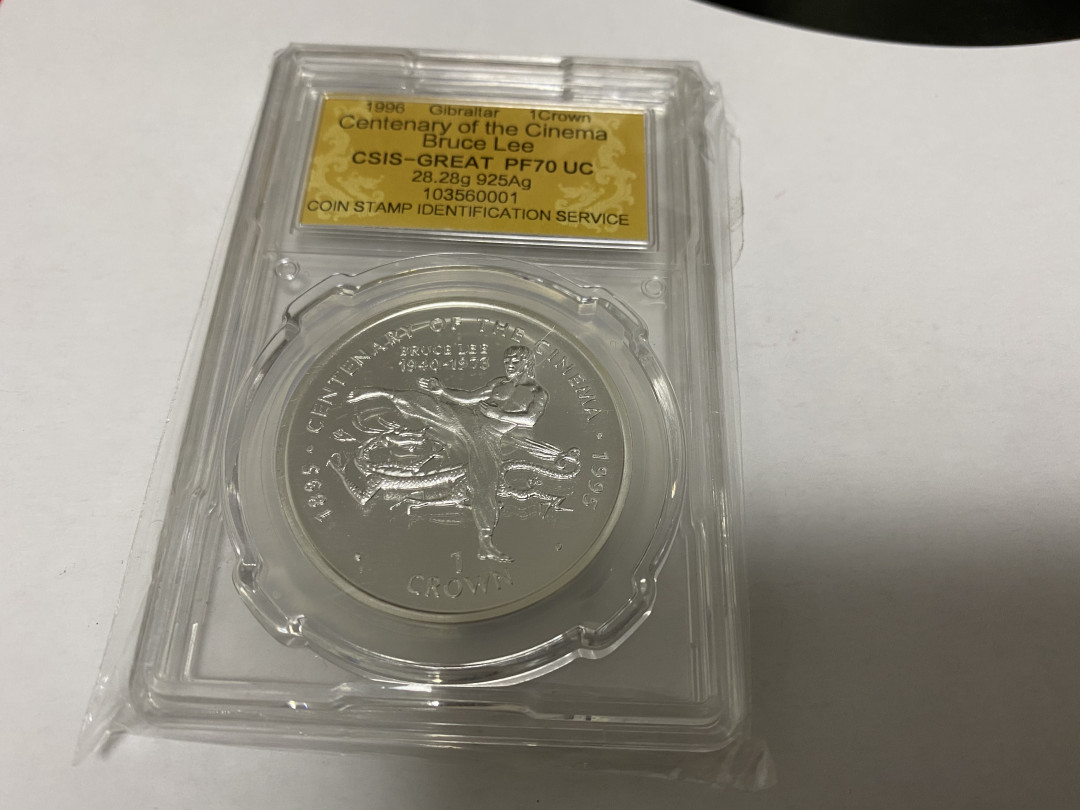 1996 Gibraltar 1Crown
Centenary of the Cinema
Bruce Lee
CSIS-GREAT PF70 UC
28.28g 925Ag
103560001
COIN STAMP IDENTIFICATION SERVICE
1895 · CENTENARY OF THE CINEMA · 1995
BRUCE LEE
1940-1973
1
CROWN